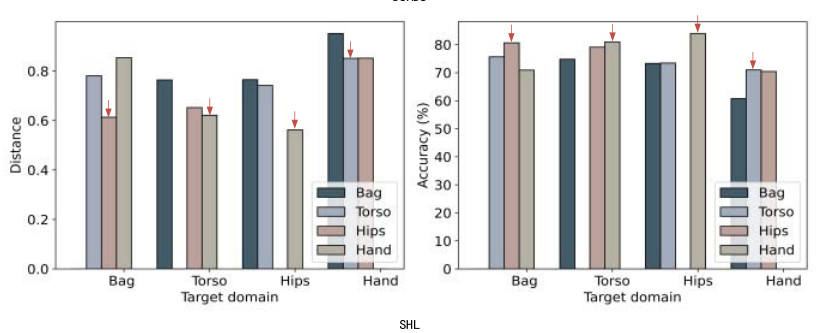 Distance
0.8
0.6
0.4
0.2
0.0
Bag
Torso
Hips
Hand
Bag Torso Hips Hand
Target domain
Accuracy (%)
80
70
60
50
40
30
20
10
0
Bag
Torso
Hips
Hand
Bag Torso Hips Hand
Target domain
SHL